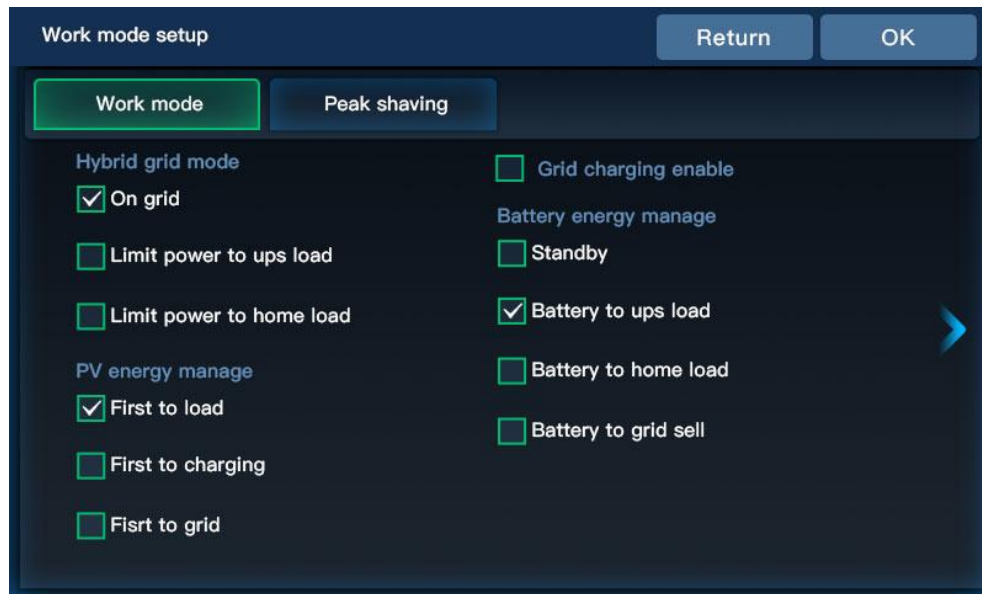 Work mode setup
Return
OK
Work mode
Peak shaving
Hybrid grid mode
On grid
Limit power to ups load
Limit power to home load
PV energy manage
First to load
First to charging
Fisrt to grid
Grid charging enable
Battery energy manage
Standby
Battery to ups load
Battery to home load
Battery to grid sell